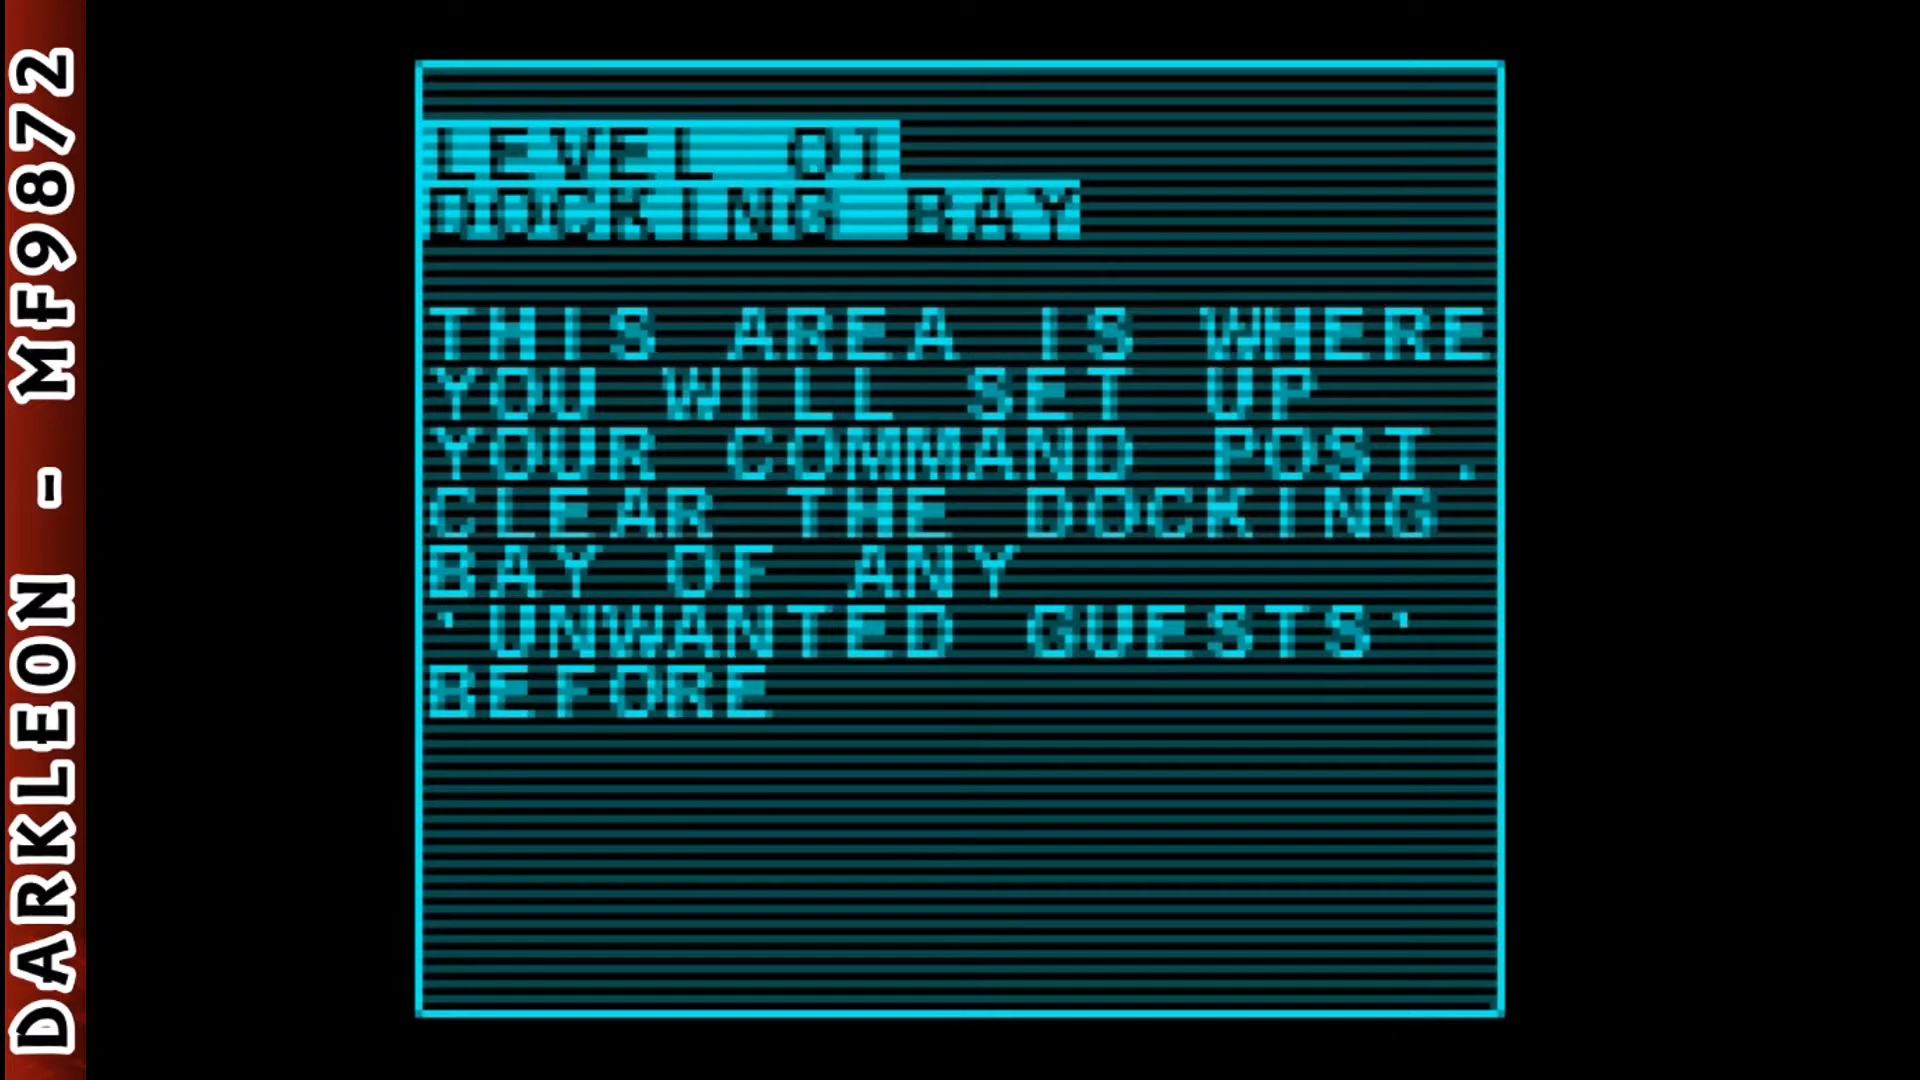 DARKLEON - MF9872
LEVEL 01
DOCKING BAY
THIS AREA IS WHERE
YOU WILL SET UP
YOUR COMMAND POST.
CLEAR THE DOCKING
BAY OF ANY
'UNWANTED GUESTS'
BEFORE